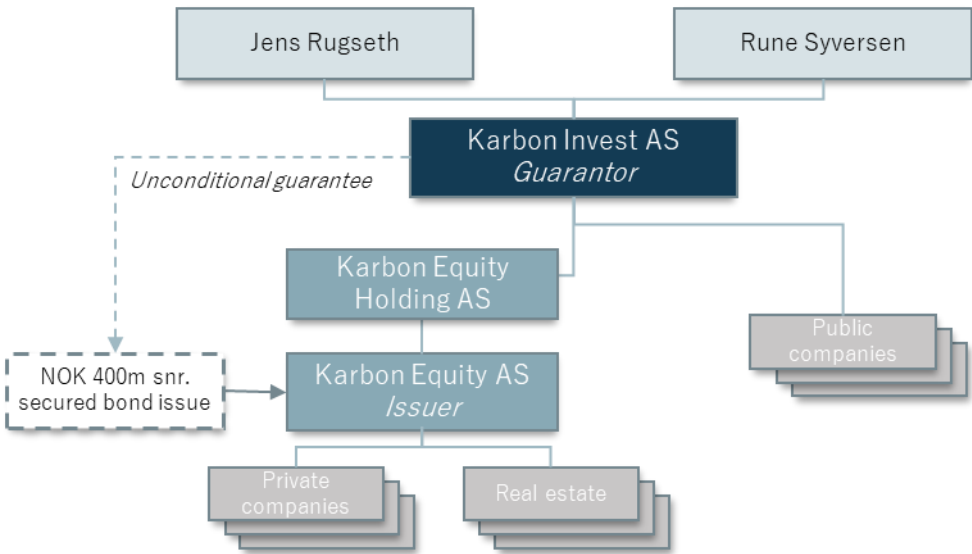 Jens Rugseth
Rune Syversen
Karbon Invest AS
Guarantor
Unconditional guarantee
Karbon Equity
Holding AS
Public
companies
NOK 400m snr.
secured bond issue
Karbon Equity AS
Issuer
Private
companies
Real estate